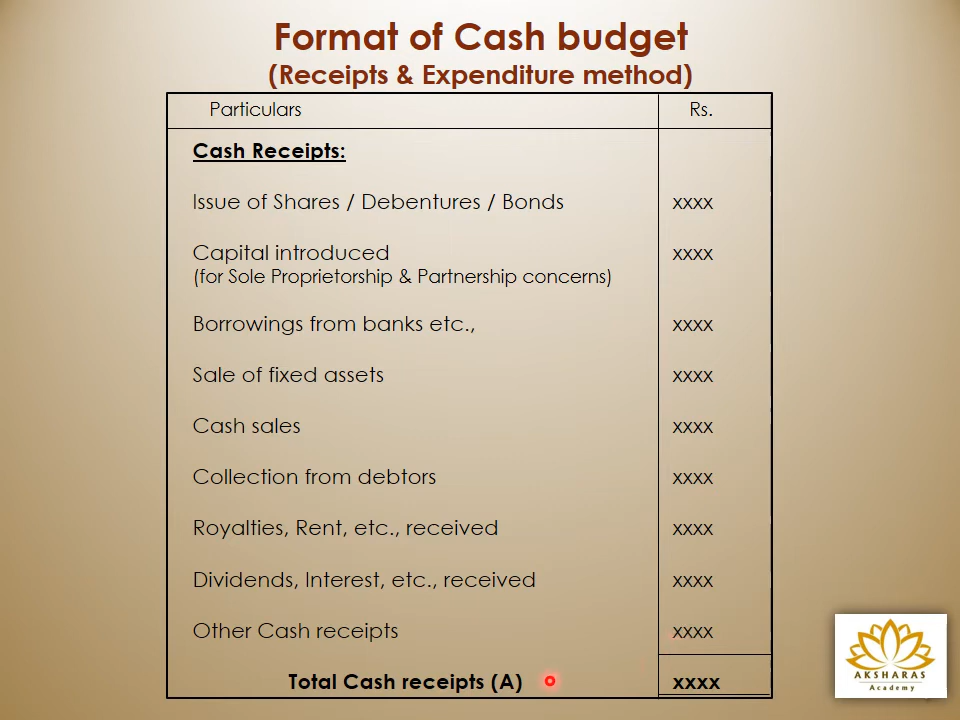 Format of Cash budget
(Receipts & Expenditure method)
Particulars Rs.
Cash Receipts:
Issue of Shares / Debentures / Bonds xxxx
Capital introduced xxxx
(for Sole Proprietorship & Partnership concerns)
Borrowings from banks etc., xxxx
Sale of fixed assets xxxx
Cash sales xxxx
Collection from debtors xxxx
Royalties, Rent, etc., received xxxx
Dividends, Interest, etc., received xxxx
Other Cash receipts xxxx
Total Cash receipts (A) xxxx
AKSHARAS
Academy